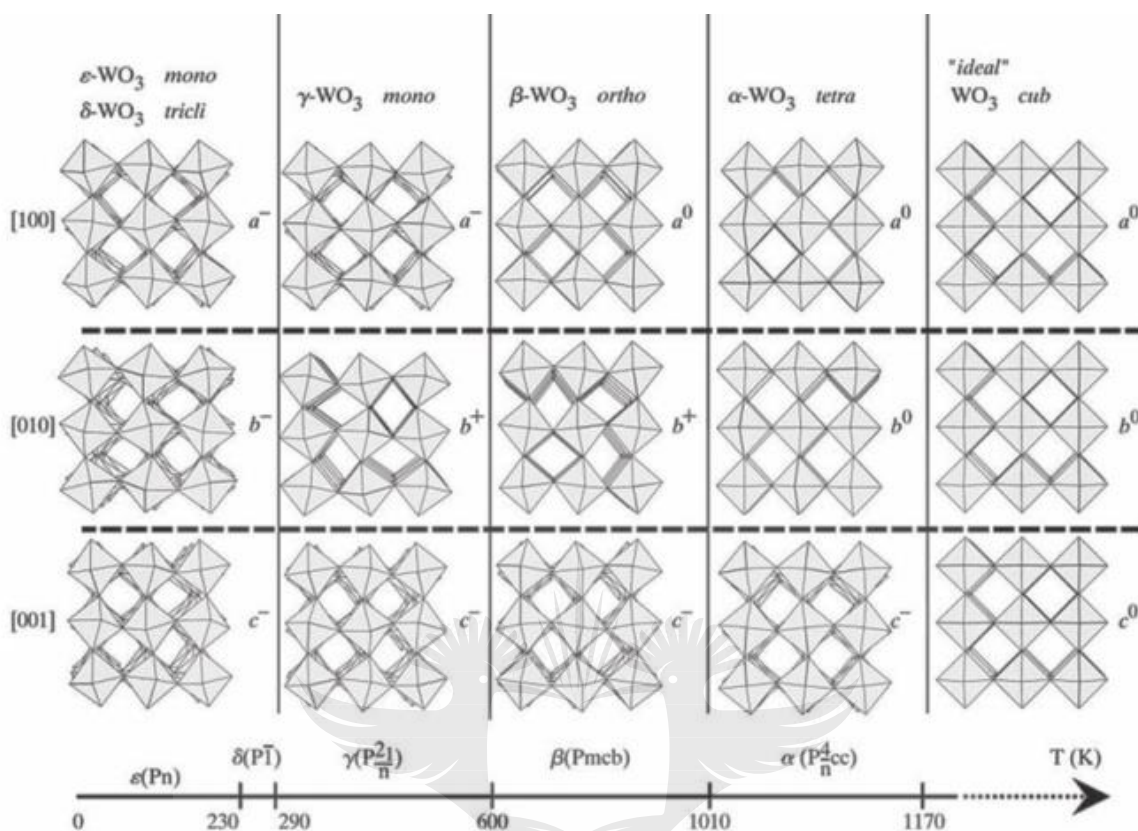 ε-WO3 mono
δ-WO3 tricli
γ-WO3 mono
β-WO3 ortho
α-WO3 tetra
"ideal"
WO3 cub
[100] a− a− a0 a0 a0
[010] b− b+ b+ b0 b0
[001] c− c− c− c− c0
ε(Pn) δ(P1̄) γ(P21/n) β(Pmcb) α(P4/ncc) T (K)
0 230 290 600 1010 1170